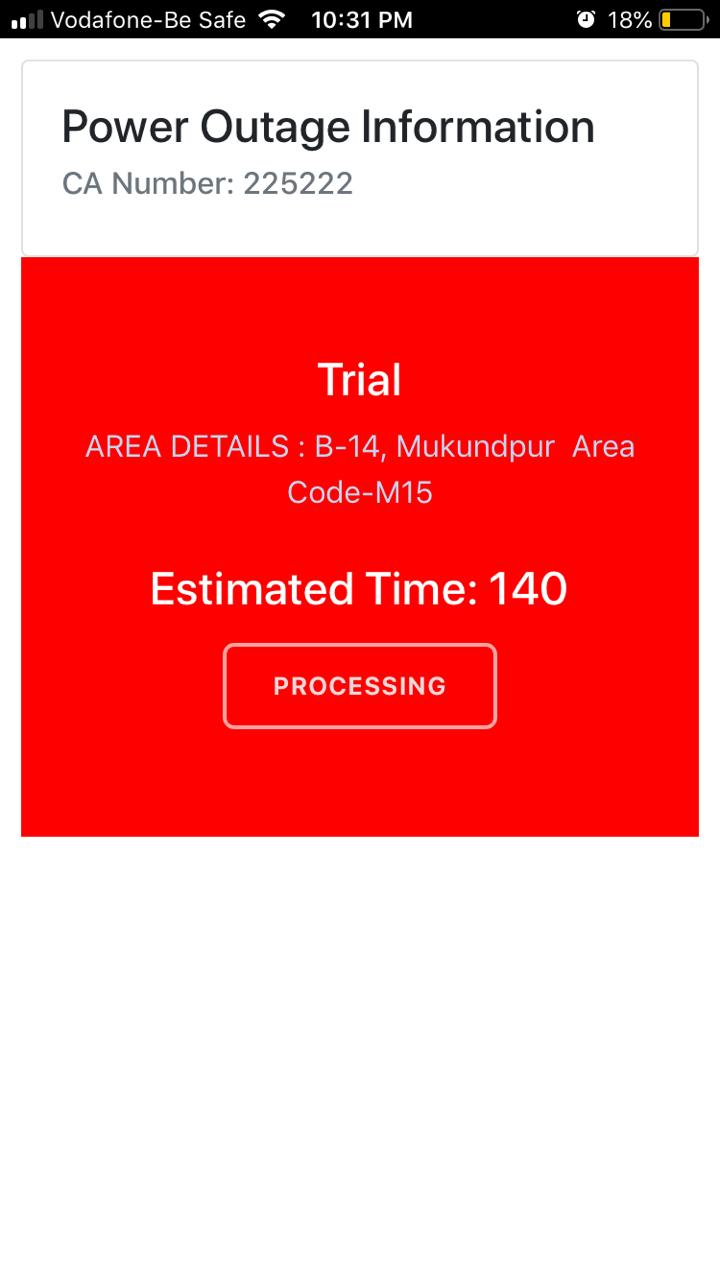 Vodafone-Be Safe 10:31 PM 18%
Power Outage Information
CA Number: 225222
Trial
AREA DETAILS : B-14, Mukundpur  Area
Code-M15
Estimated Time: 140
PROCESSING